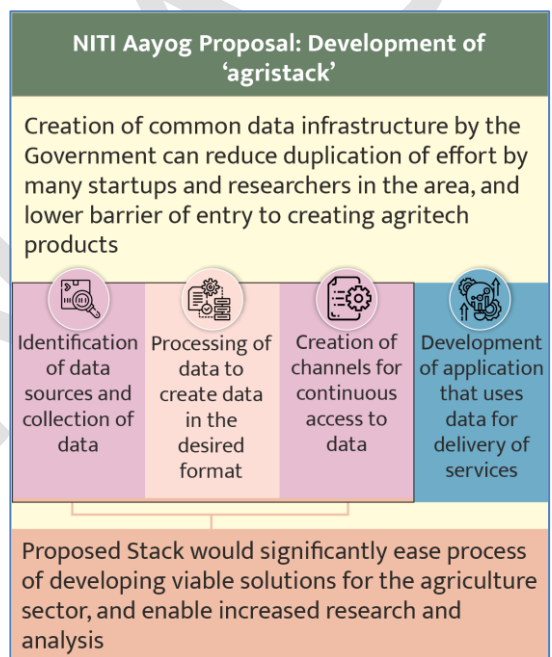 NITI Aayog Proposal: Development of
‘agristack’
Creation of common data infrastructure by the
Government can reduce duplication of effort by
many startups and researchers in the area, and
lower barrier of entry to creating agritech
products
Identification
of data
sources and
collection of
data
Processing of
data to
create data
in the
desired
format
Creation of
channels for
continuous
access to
data
Development
of application
that uses
data for
delivery of
services
Proposed Stack would significantly ease process
of developing viable solutions for the agriculture
sector, and enable increased research and
analysis